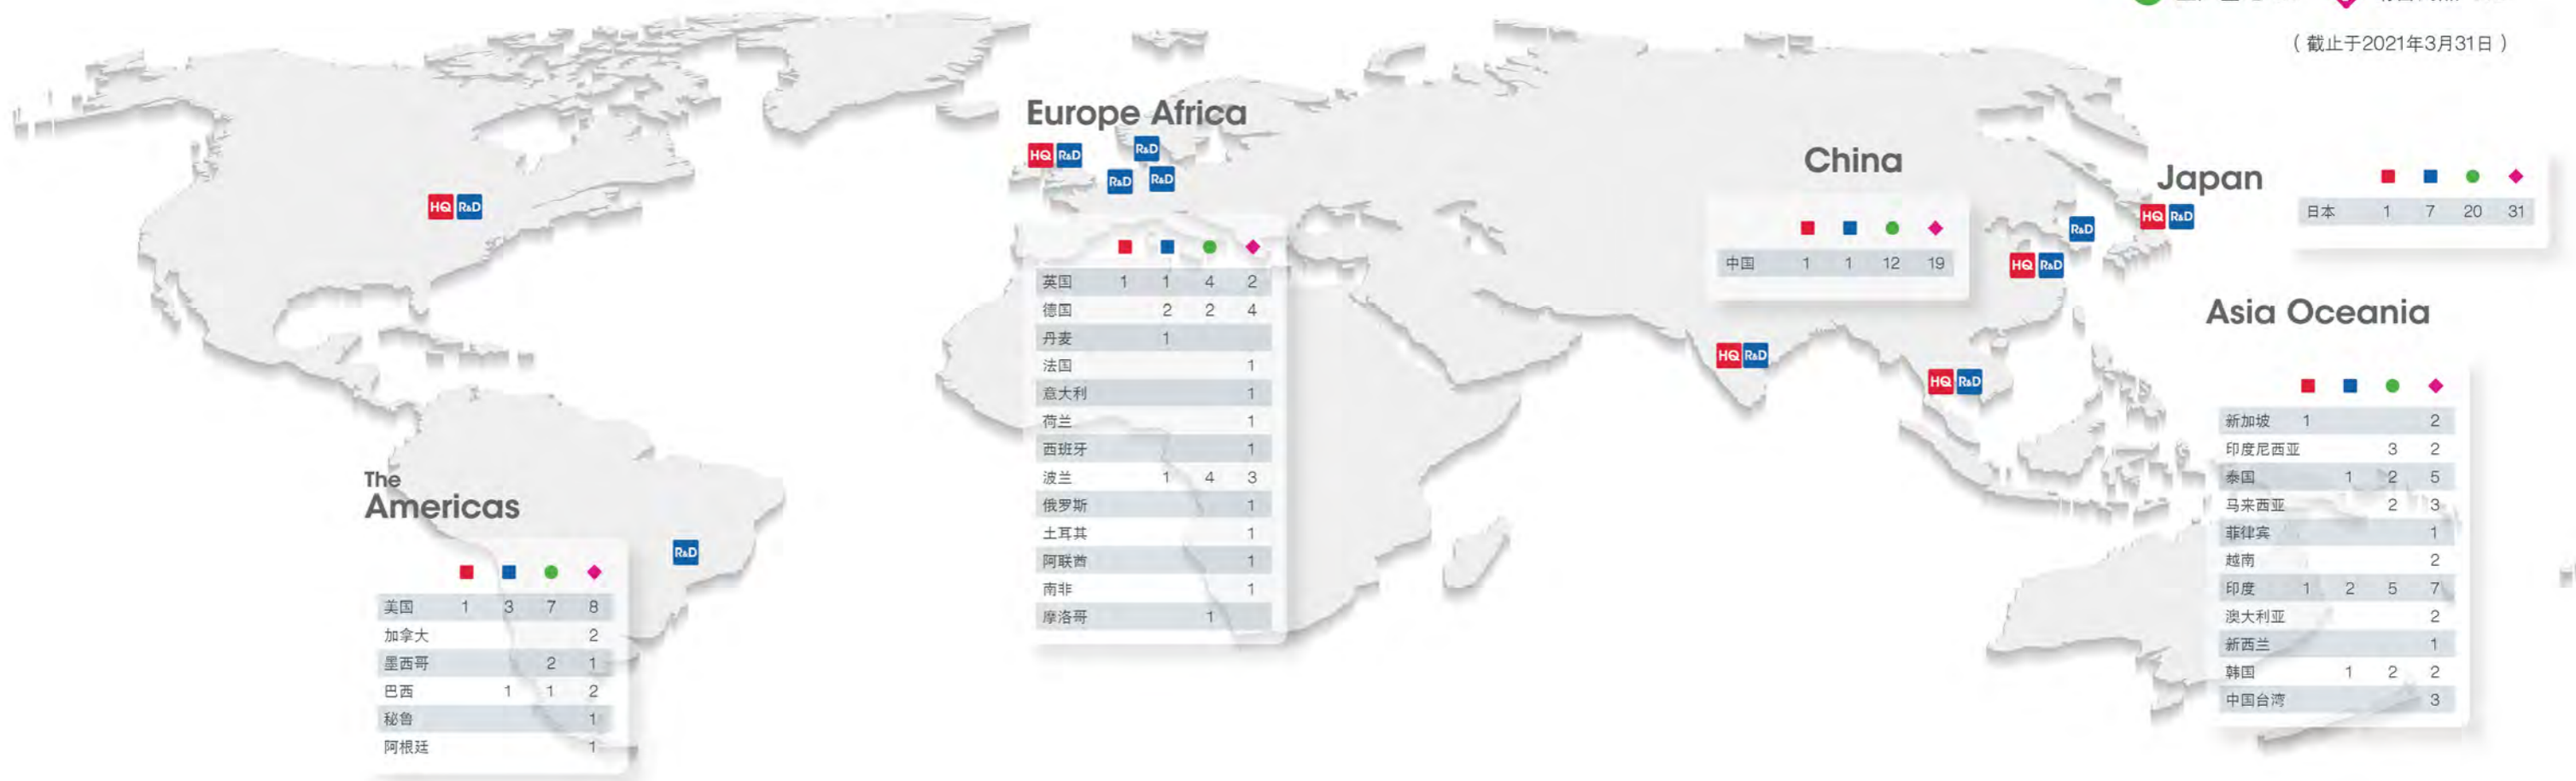 (截止于2021年3月31日)
Europe Africa
HQ R&D
R&D
R&D
R&D
英国 1 1 4 2
德国 2 2 4
丹麦 1
法国 1
意大利 1
荷兰 1
西班牙 1
波兰 1 4 3
俄罗斯 1
土耳其 1
阿联酋 1
南非 1
摩洛哥 1
China
中国 1 1 12 19
HQ R&D
R&D
HQ R&D
HQ R&D
Japan
HQ R&D
日本 1 7 20 31
Asia Oceania
新加坡 1 2
印度尼西亚 3 2
泰国 1 2 5
马来西亚 2 3
菲律宾 1
越南 2
印度 1 2 5 7
澳大利亚 2
新西兰 1
韩国 1 2 2
中国台湾 3
HQ R&D
The
Americas
R&D
美国 1 3 7 8
加拿大 2
墨西哥 2 1
巴西 1 1 2
秘鲁 1
阿根廷 1